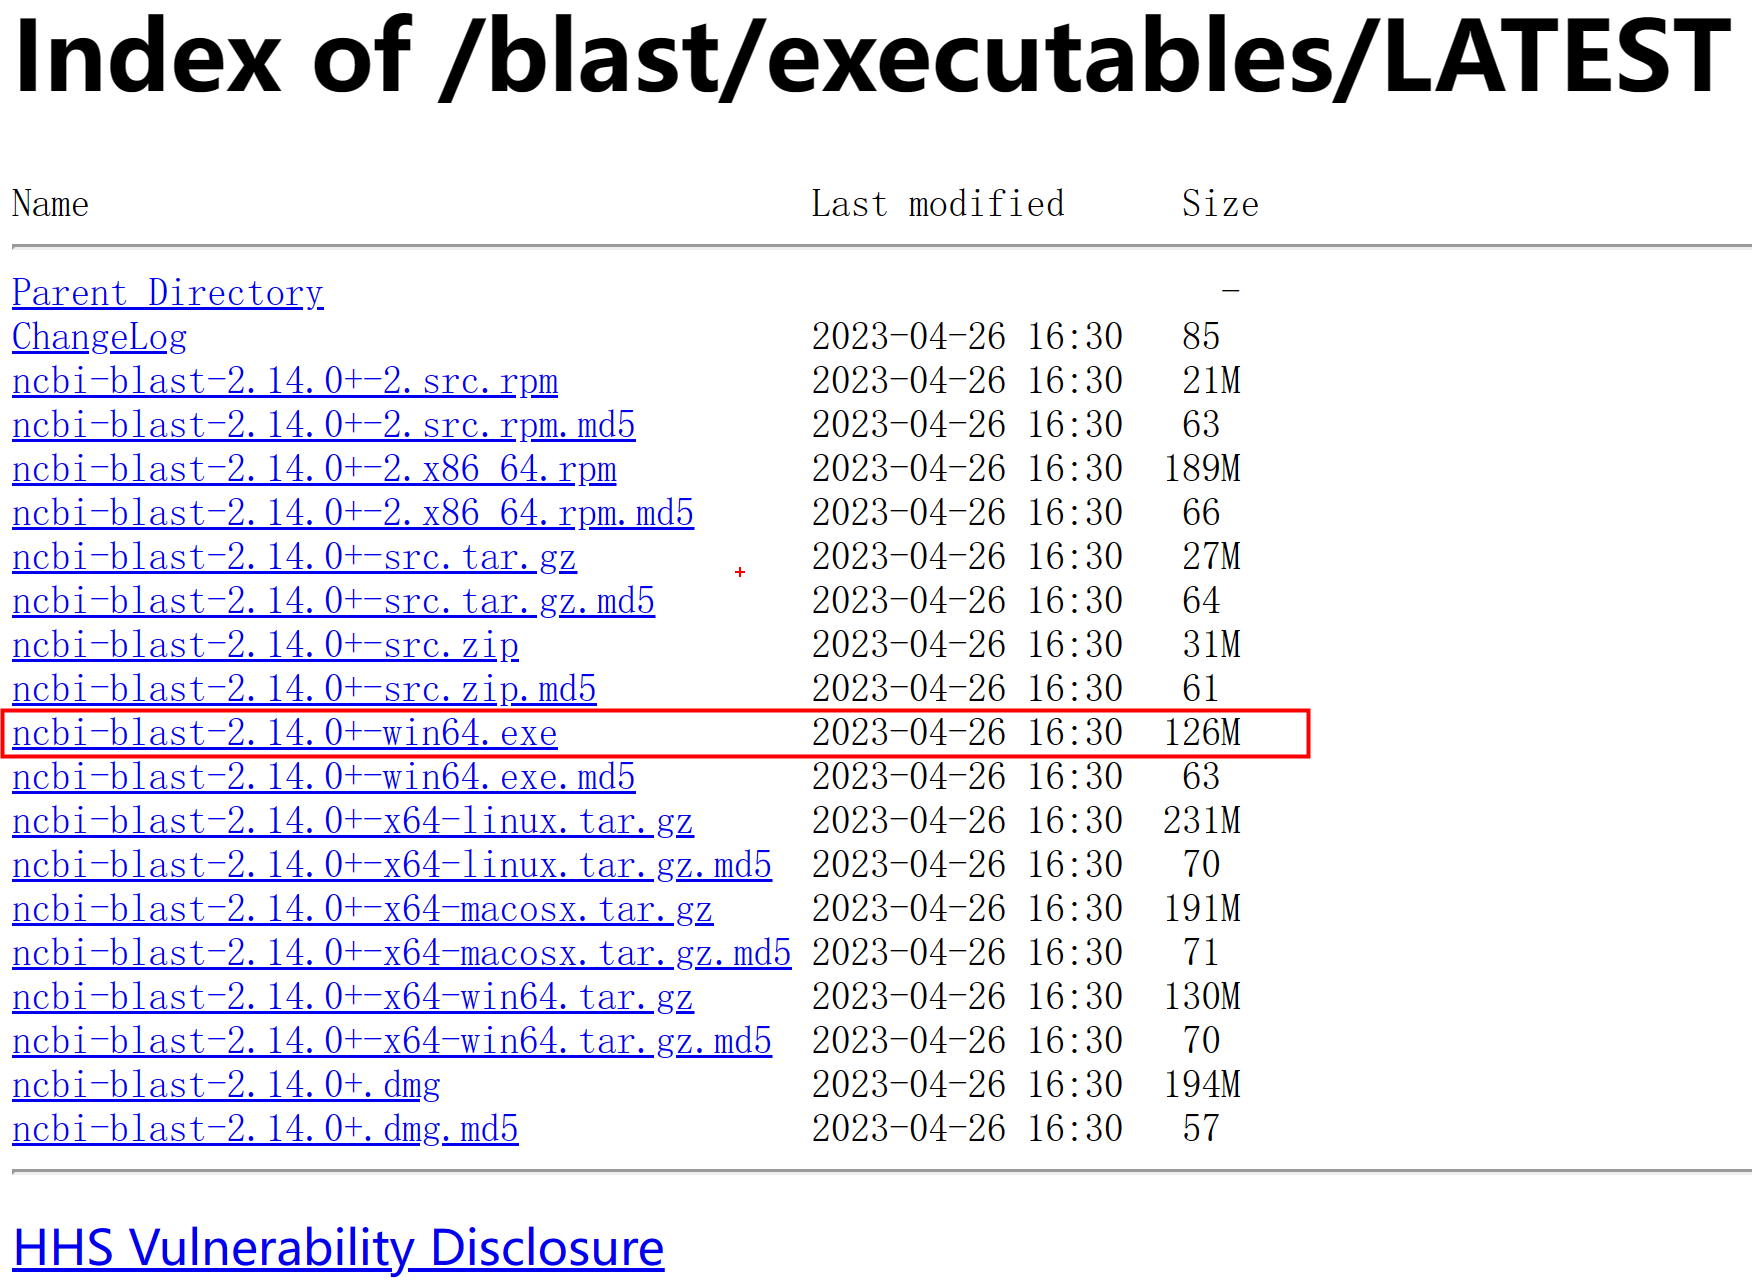 Index of /blast/executables/LATEST
Name Last modified Size
Parent Directory -
ChangeLog 2023-04-26 16:30 85
ncbi-blast-2.14.0+-2.src.rpm 2023-04-26 16:30 21M
ncbi-blast-2.14.0+-2.src.rpm.md5 2023-04-26 16:30 63
ncbi-blast-2.14.0+-2.x86_64.rpm 2023-04-26 16:30 189M
ncbi-blast-2.14.0+-2.x86_64.rpm.md5 2023-04-26 16:30 66
ncbi-blast-2.14.0+-src.tar.gz 2023-04-26 16:30 27M
ncbi-blast-2.14.0+-src.tar.gz.md5 2023-04-26 16:30 64
ncbi-blast-2.14.0+-src.zip 2023-04-26 16:30 31M
ncbi-blast-2.14.0+-src.zip.md5 2023-04-26 16:30 61
ncbi-blast-2.14.0+-win64.exe 2023-04-26 16:30 126M
ncbi-blast-2.14.0+-win64.exe.md5 2023-04-26 16:30 63
ncbi-blast-2.14.0+-x64-linux.tar.gz 2023-04-26 16:30 231M
ncbi-blast-2.14.0+-x64-linux.tar.gz.md5 2023-04-26 16:30 70
ncbi-blast-2.14.0+-x64-macosx.tar.gz 2023-04-26 16:30 191M
ncbi-blast-2.14.0+-x64-macosx.tar.gz.md5 2023-04-26 16:30 71
ncbi-blast-2.14.0+-x64-win64.tar.gz 2023-04-26 16:30 130M
ncbi-blast-2.14.0+-x64-win64.tar.gz.md5 2023-04-26 16:30 70
ncbi-blast-2.14.0+.dmg 2023-04-26 16:30 194M
ncbi-blast-2.14.0+.dmg.md5 2023-04-26 16:30 57
HHS Vulnerability Disclosure